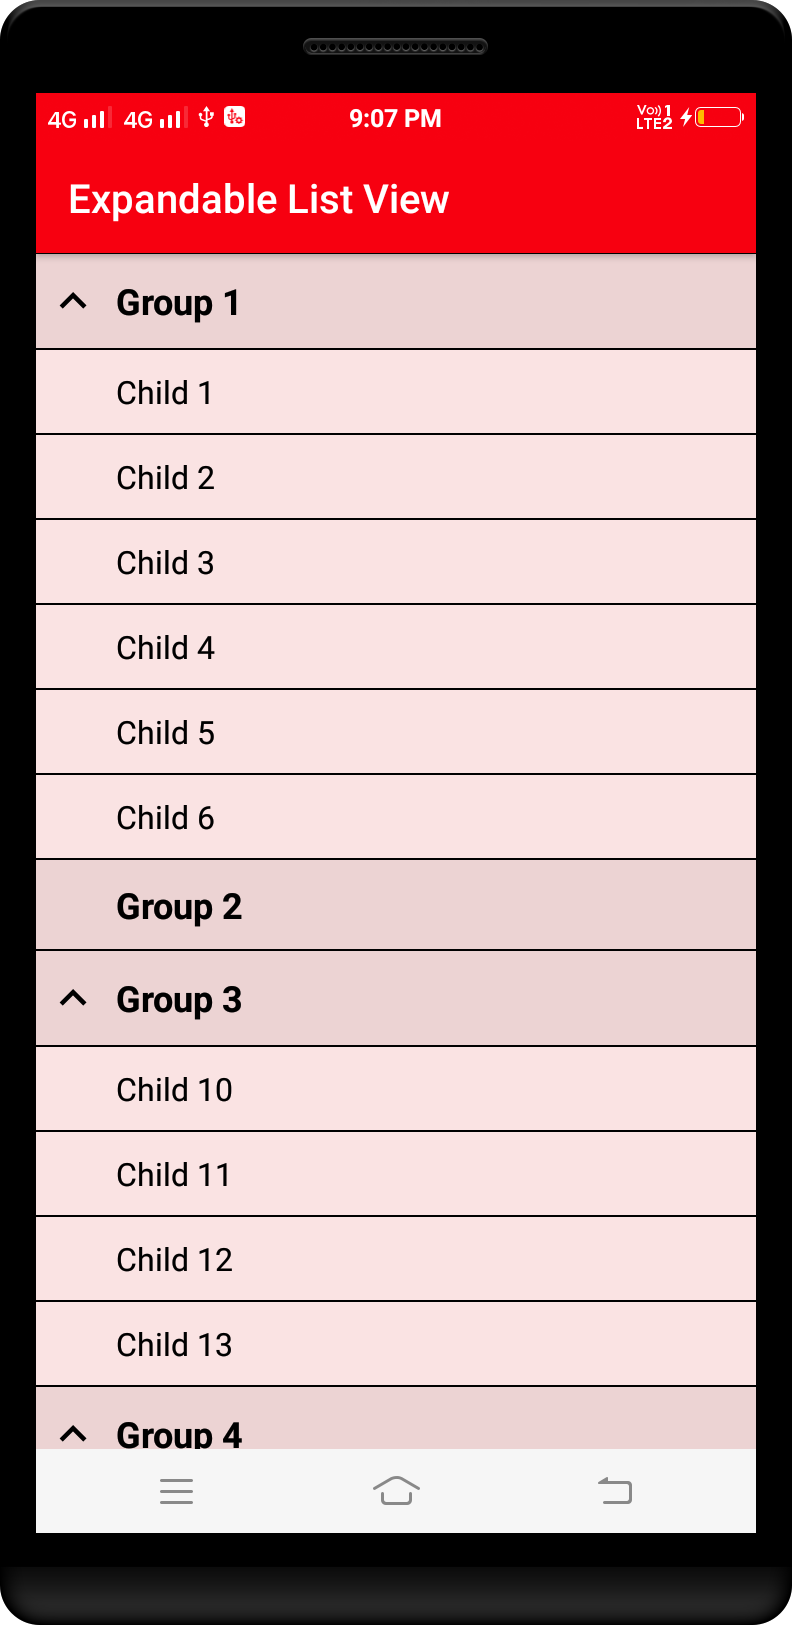 4G 4G 9:07 PM Vo)) 1 LTE2
Expandable List View
Group 1
Child 1
Child 2
Child 3
Child 4
Child 5
Child 6
Group 2
Group 3
Child 10
Child 11
Child 12
Child 13
Group 4